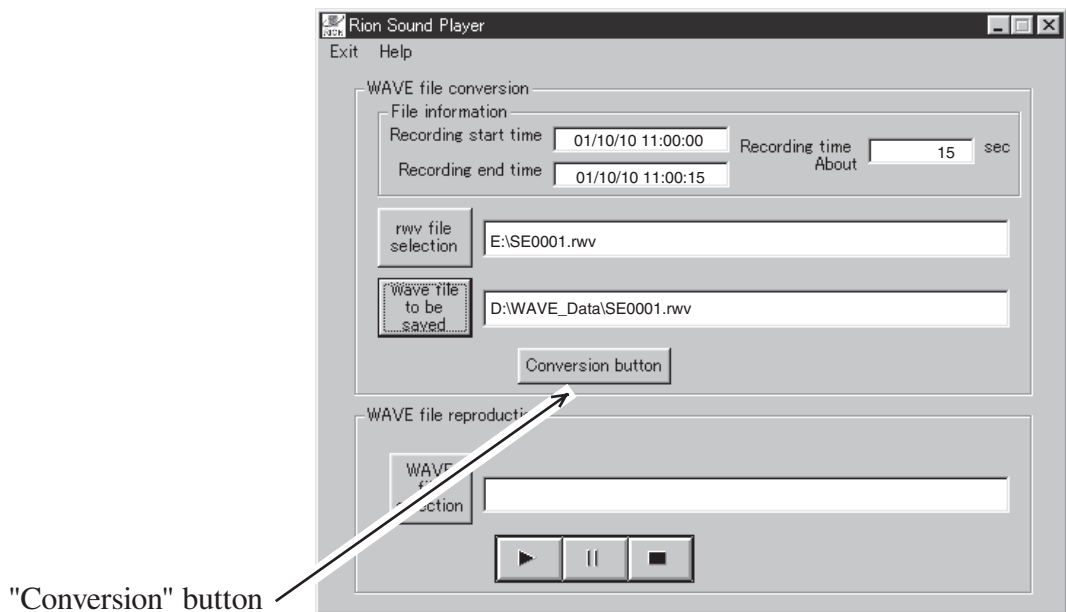 RION
Rion Sound Player
Exit Help
WAVE file conversion
File information
Recording start time 01/10/10 11:00:00
Recording time About 15 sec
Recording end time 01/10/10 11:00:15
rwv file
selection
E:\SE0001.rwv
Wave file
to be
saved
D:\WAVE_Data\SE0001.rwv
Conversion button
WAVE file
WAVE
"Conversion" button